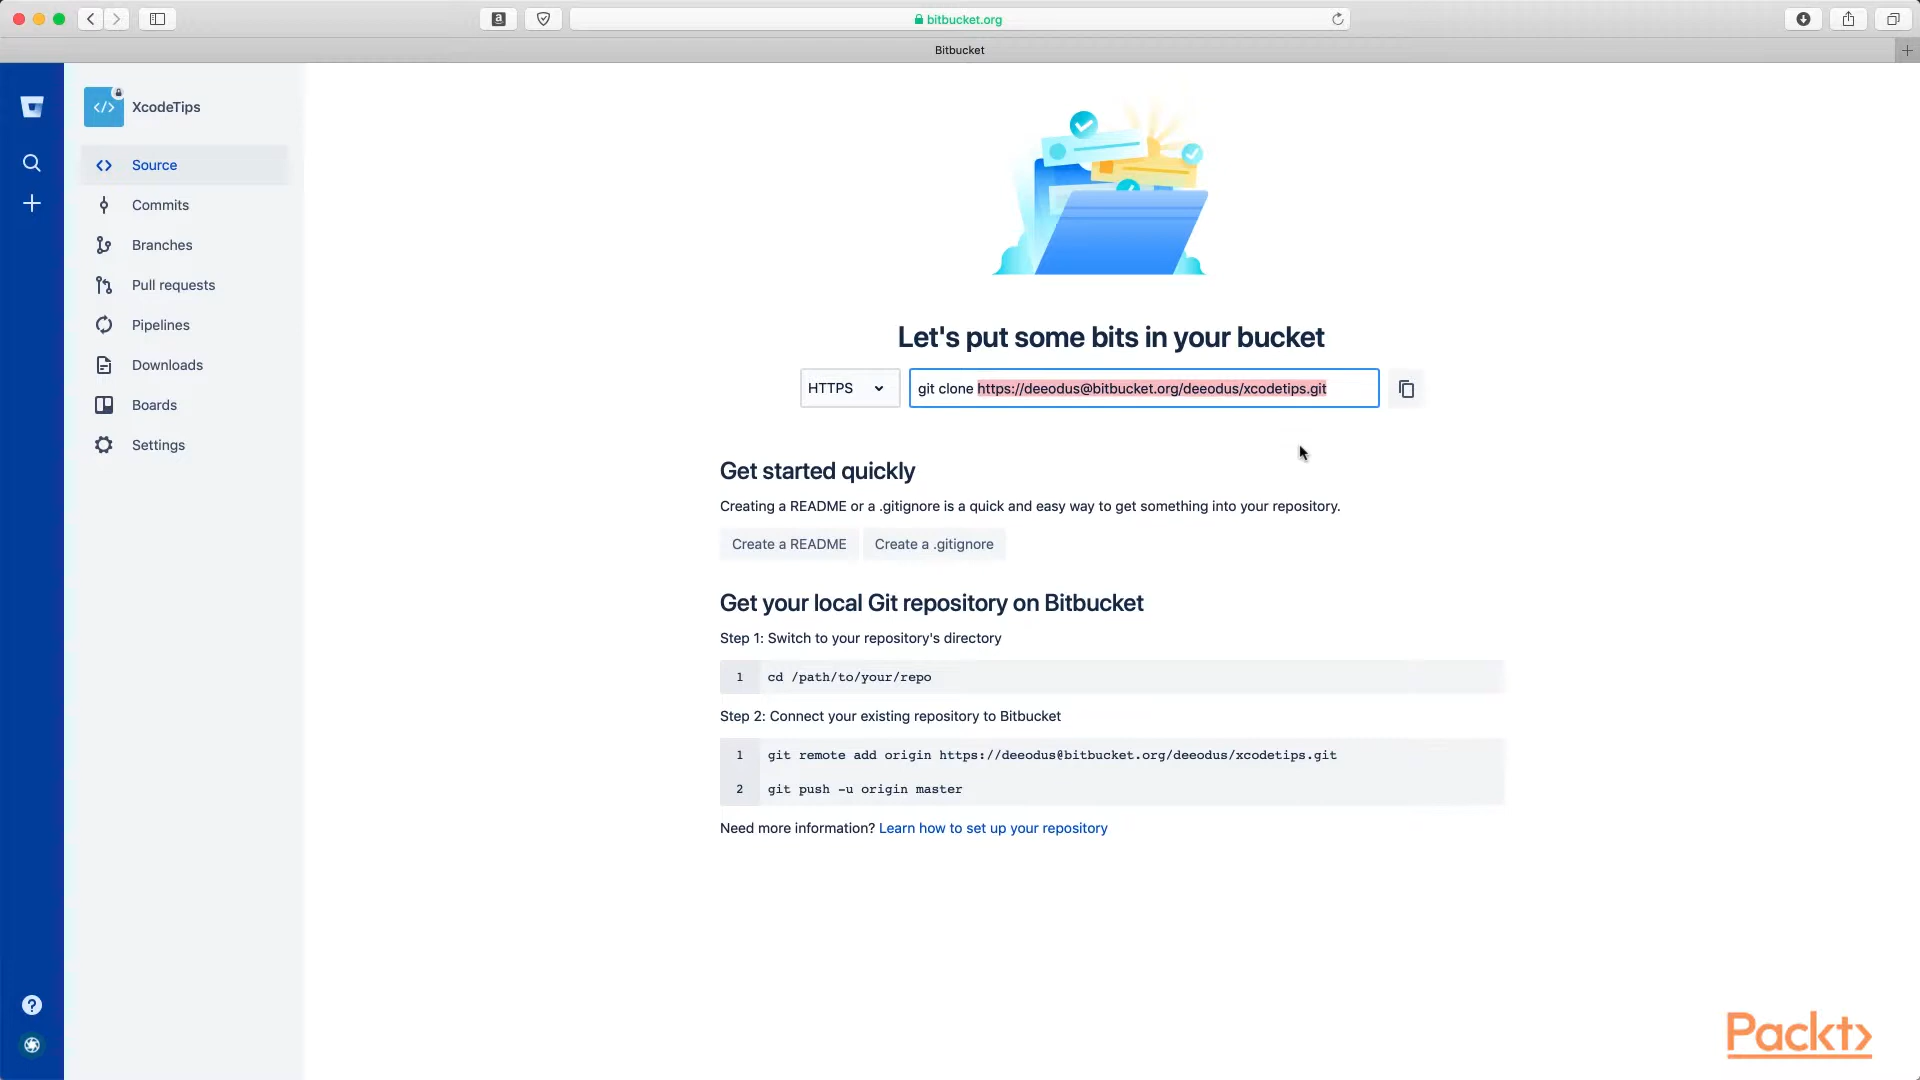 bitbucket.org
Bitbucket
XcodeTips
Source
Commits
Branches
Pull requests
Pipelines
Downloads
Boards
Settings
Let's put some bits in your bucket
HTTPS
git clone https://deeodus@bitbucket.org/deeodus/xcodetips.git
Get started quickly
Creating a README or a .gitignore is a quick and easy way to get something into your repository.
Create a README
Create a .gitignore
Get your local Git repository on Bitbucket
Step 1: Switch to your repository's directory
1 cd /path/to/your/repo
Step 2: Connect your existing repository to Bitbucket
1 git remote add origin https://deeodus@bitbucket.org/deeodus/xcodetips.git
2 git push -u origin master
Need more information? Learn how to set up your repository
Packt>